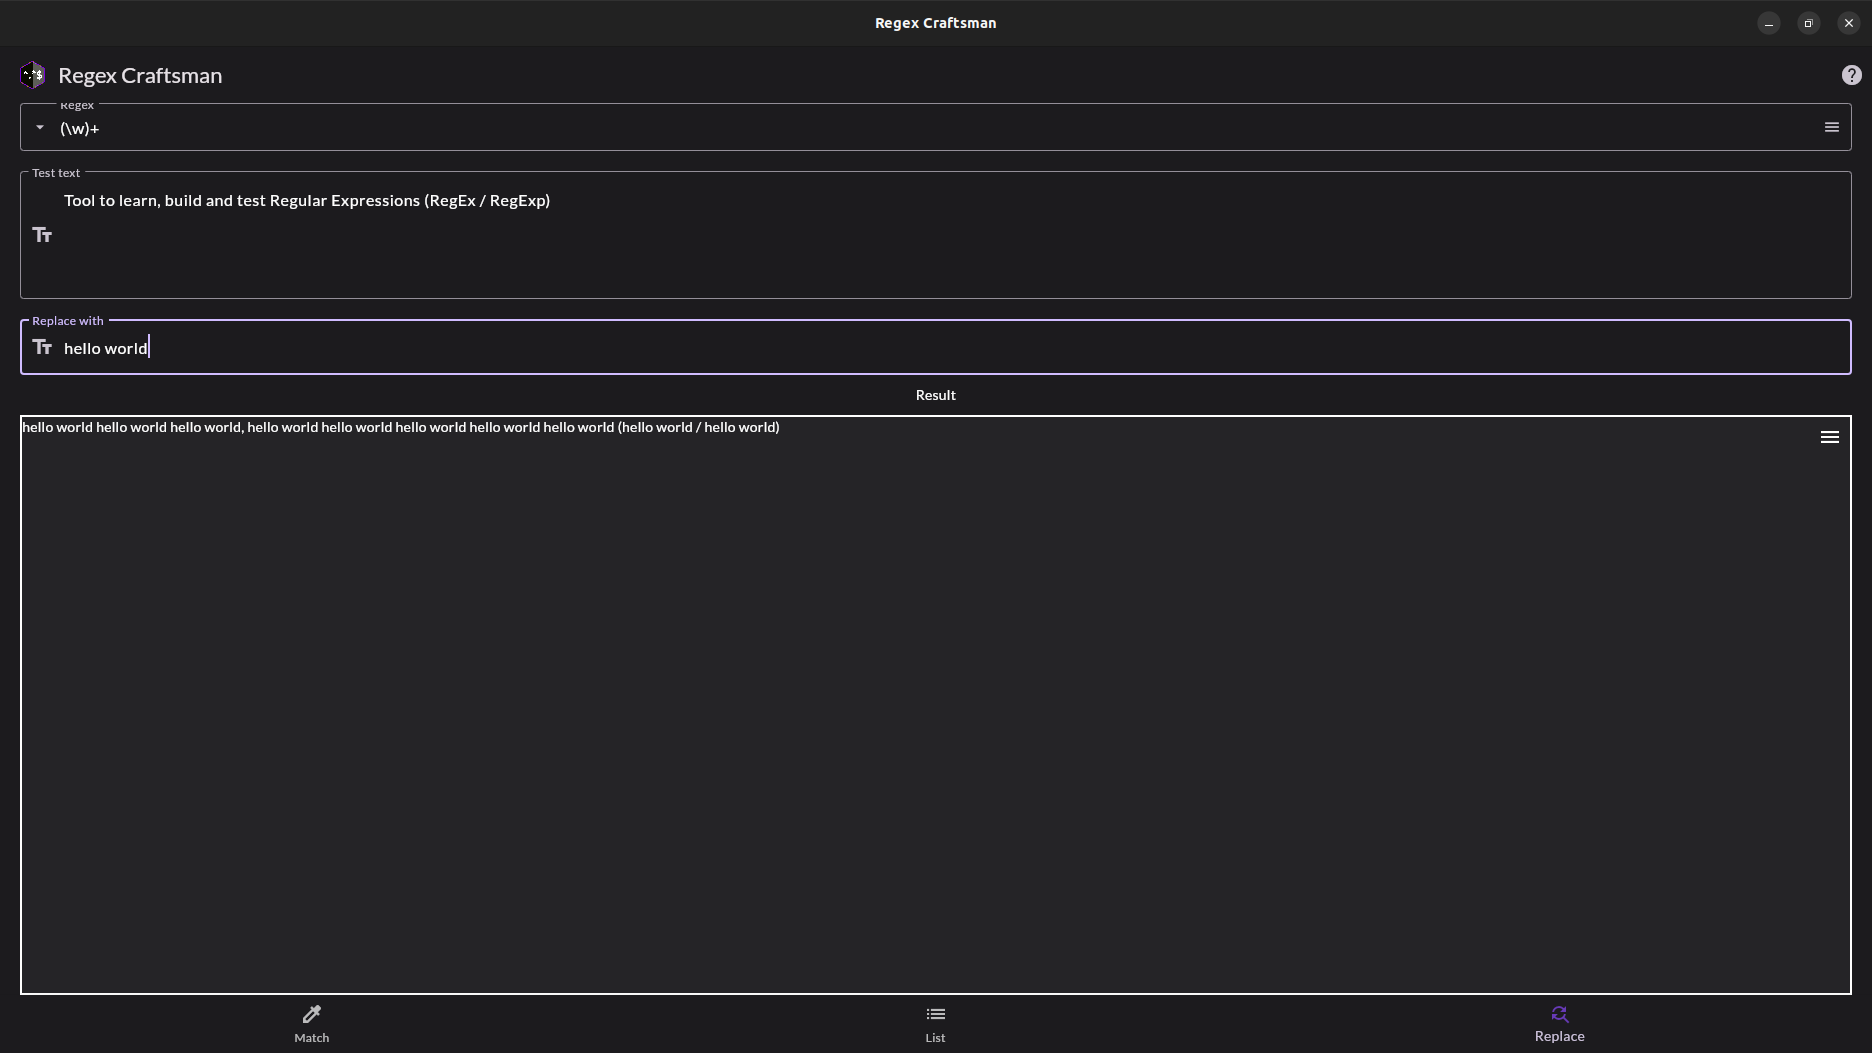 Regex Craftsman
Regex Craftsman
Regex
(\w)+
Test text
Tool to learn, build and test Regular Expressions (RegEx / RegExp)
Replace with
hello world
Result
hello world hello world hello world, hello world hello world hello world hello world hello world (hello world / hello world)
Match
List
Replace